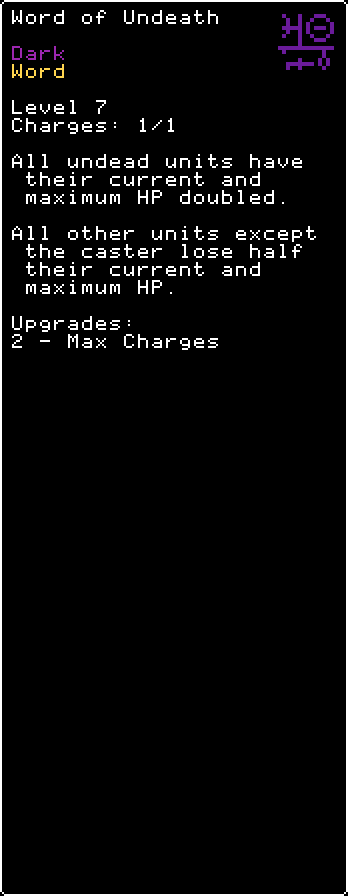 Word of Undeath
Dark
Word
Level 7
Charges: 1/1
All undead units have
their current and
maximum HP doubled.
All other units except
the caster lose half
their current and
maximum HP.
Upgrades:
2 - Max Charges